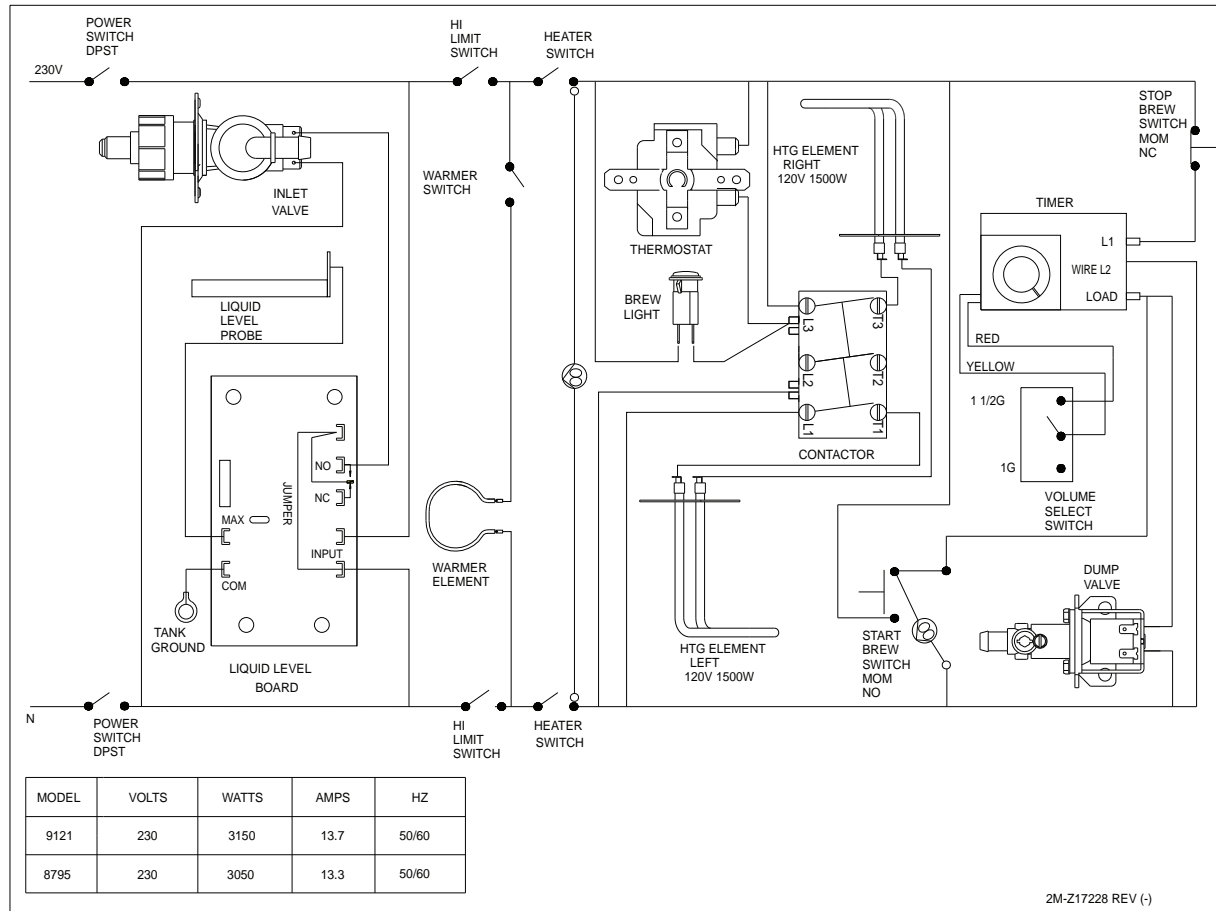 POWER
SWITCH
DPST
HI
LIMIT
SWITCH
HEATER
SWITCH
230V
STOP
BREW
SWITCH
MOM
NC
HTG ELEMENT
RIGHT
120V 1500W
WARMER
SWITCH
INLET
VALVE
TIMER
THERMOSTAT
L1
WIRE L2
LOAD
BREW
LIGHT
LIQUID
LEVEL
PROBE
L3
T3
RED
YELLOW
L2
T2
1 1/2G
L1
T1
CONTACTOR
1G
VOLUME
SELECT
SWITCH
NO
NC
JUMPER
MAX
INPUT
COM
WARMER
ELEMENT
DUMP
VALVE
TANK
GROUND
LIQUID LEVEL
BOARD
HTG ELEMENT
LEFT
120V 1500W
START
BREW
SWITCH
MOM
NO
N
POWER
SWITCH
DPST
HI
LIMIT
SWITCH
HEATER
SWITCH
MODEL VOLTS WATTS AMPS HZ
9121 230 3150 13.7 50/60
8795 230 3050 13.3 50/60
2M-Z17228 REV (-)